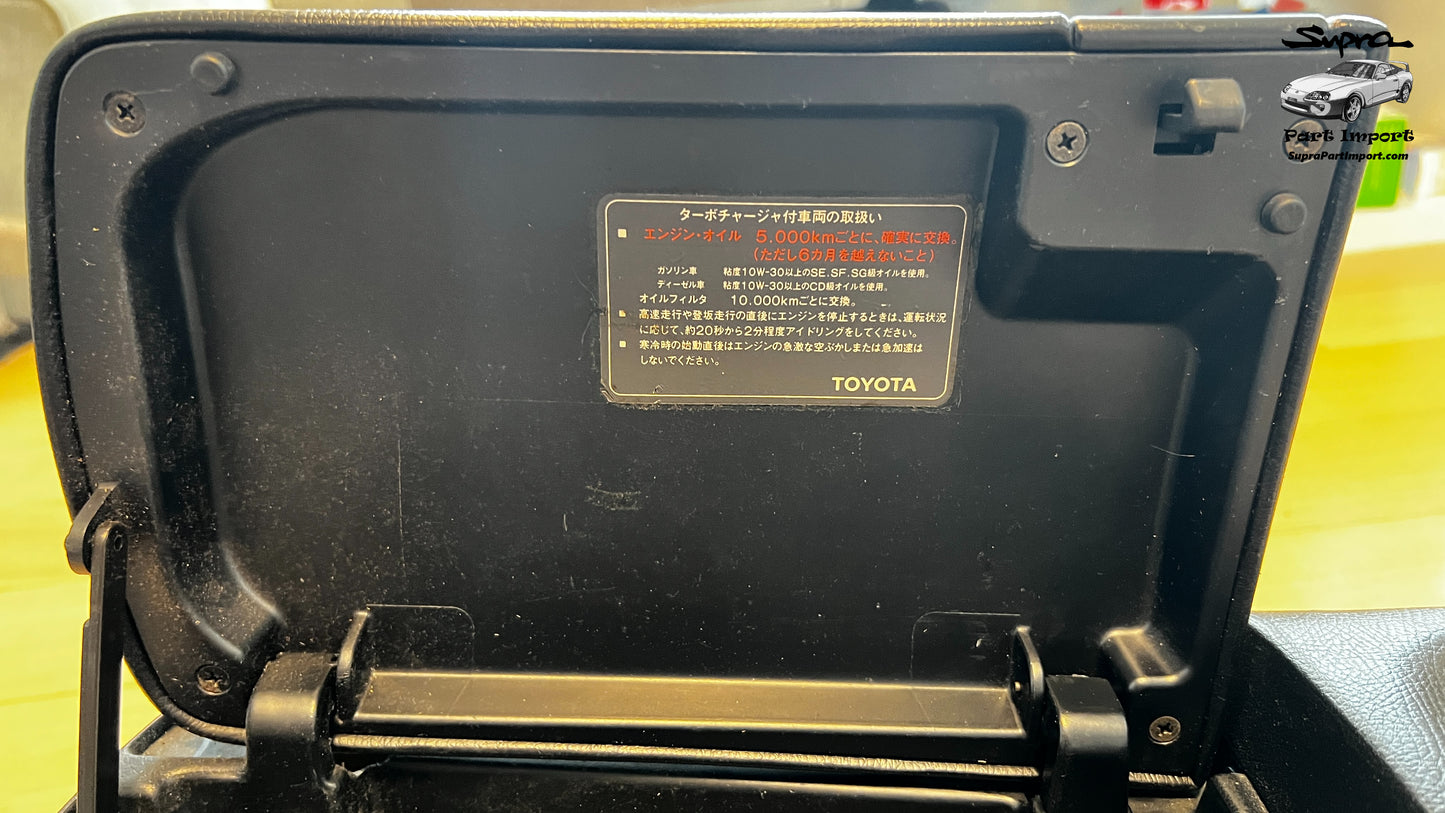 Supra
Part Import
SupraPartImport.com
ターボチャージャ付車両の取扱い
■ エンジン・オイル 5.000kmごとに、確実に交換。
(ただし6カ月を越えないこと)
ガソリン車 粘度10W-30以上のSE.SF.SG級オイルを使用。
ディーゼル車 粘度10W-30以上のCD級オイルを使用。
オイルフィルタ 10.000kmごとに交換。
■ 高速走行や登坂走行の直後にエンジンを停止するときは、運転状況
に応じて、約20秒から2分程度アイドリングをしてください。
■ 寒冷時の始動直後はエンジンの急激な空ぶかしまたは急加速は
しないでください。
TOYOTA